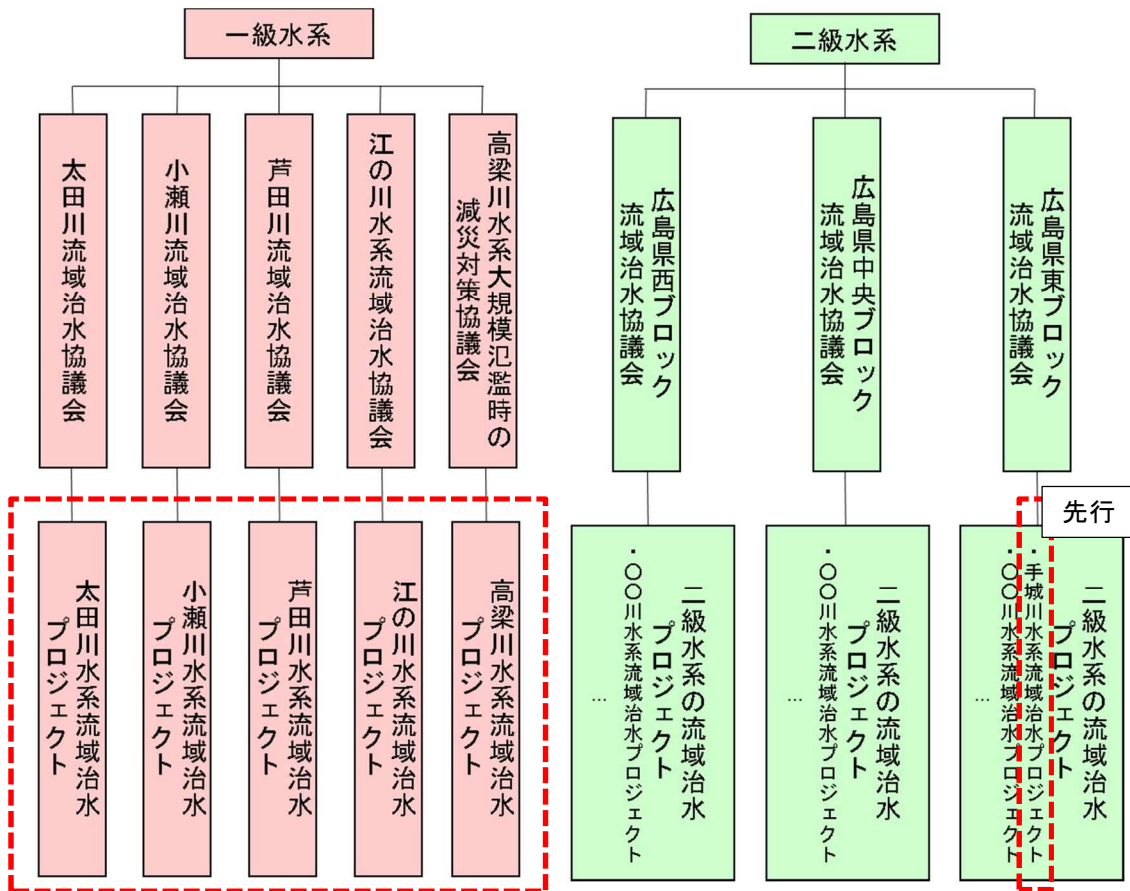 一級水系
太田川流域治水協議会
小瀬川流域治水協議会
芦田川流域治水協議会
江の川水系流域治水協議会
高梁川水系大規模氾濫時の
減災対策協議会
太田川水系流域治水
プロジェクト
小瀬川水系流域治水
プロジェクト
芦田川水系流域治水
プロジェクト
江の川水系流域治水
プロジェクト
高梁川水系流域治水
プロジェクト
二級水系
広島県西ブロック
流域治水協議会
広島県中央ブロック
流域治水協議会
広島県東ブロック
流域治水協議会
二級水系の流域治水
プロジェクト
・〇〇川水系流域治水プロジェクト
…
二級水系の流域治水
プロジェクト
・〇〇川水系流域治水プロジェクト
…
先行
二級水系の流域治水
プロジェクト
・手城川水系流域治水プロジェクト
・〇〇川水系流域治水プロジェクト
…